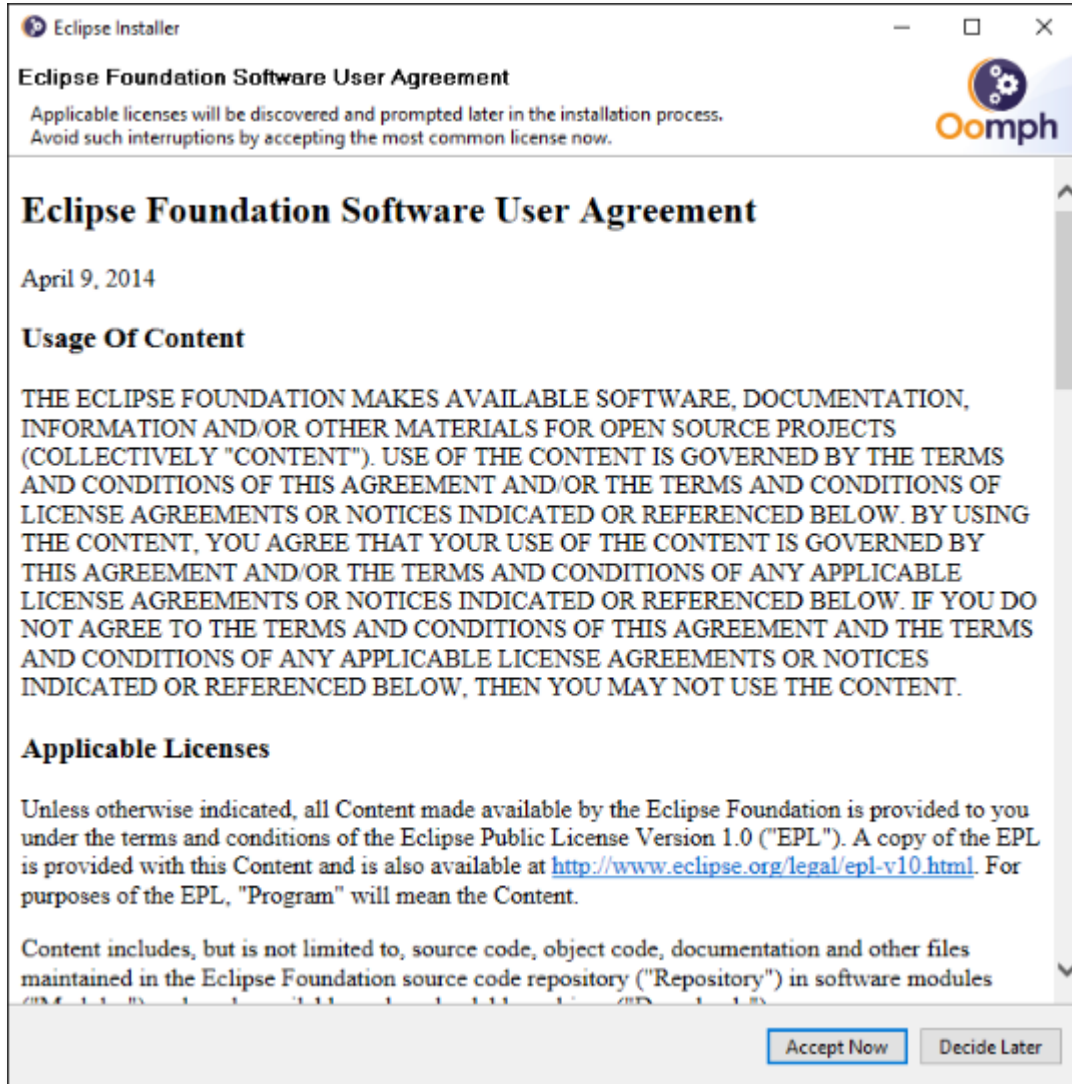 Eclipse Installer
Eclipse Foundation Software User Agreement
Applicable licenses will be discovered and prompted later in the installation process.
Avoid such interruptions by accepting the most common license now.
Oomph
Eclipse Foundation Software User Agreement
April 9, 2014
Usage Of Content
THE ECLIPSE FOUNDATION MAKES AVAILABLE SOFTWARE, DOCUMENTATION,
INFORMATION AND/OR OTHER MATERIALS FOR OPEN SOURCE PROJECTS
(COLLECTIVELY "CONTENT"). USE OF THE CONTENT IS GOVERNED BY THE TERMS
AND CONDITIONS OF THIS AGREEMENT AND/OR THE TERMS AND CONDITIONS OF
LICENSE AGREEMENTS OR NOTICES INDICATED OR REFERENCED BELOW. BY USING
THE CONTENT, YOU AGREE THAT YOUR USE OF THE CONTENT IS GOVERNED BY
THIS AGREEMENT AND/OR THE TERMS AND CONDITIONS OF ANY APPLICABLE
LICENSE AGREEMENTS OR NOTICES INDICATED OR REFERENCED BELOW. IF YOU DO
NOT AGREE TO THE TERMS AND CONDITIONS OF THIS AGREEMENT AND THE TERMS
AND CONDITIONS OF ANY APPLICABLE LICENSE AGREEMENTS OR NOTICES
INDICATED OR REFERENCED BELOW, THEN YOU MAY NOT USE THE CONTENT.
Applicable Licenses
Unless otherwise indicated, all Content made available by the Eclipse Foundation is provided to you
under the terms and conditions of the Eclipse Public License Version 1.0 ("EPL"). A copy of the EPL
is provided with this Content and is also available at http://www.eclipse.org/legal/epl-v10.html. For
purposes of the EPL, "Program" will mean the Content.
Content includes, but is not limited to, source code, object code, documentation and other files
maintained in the Eclipse Foundation source code repository ("Repository") in software modules
Accept Now
Decide Later